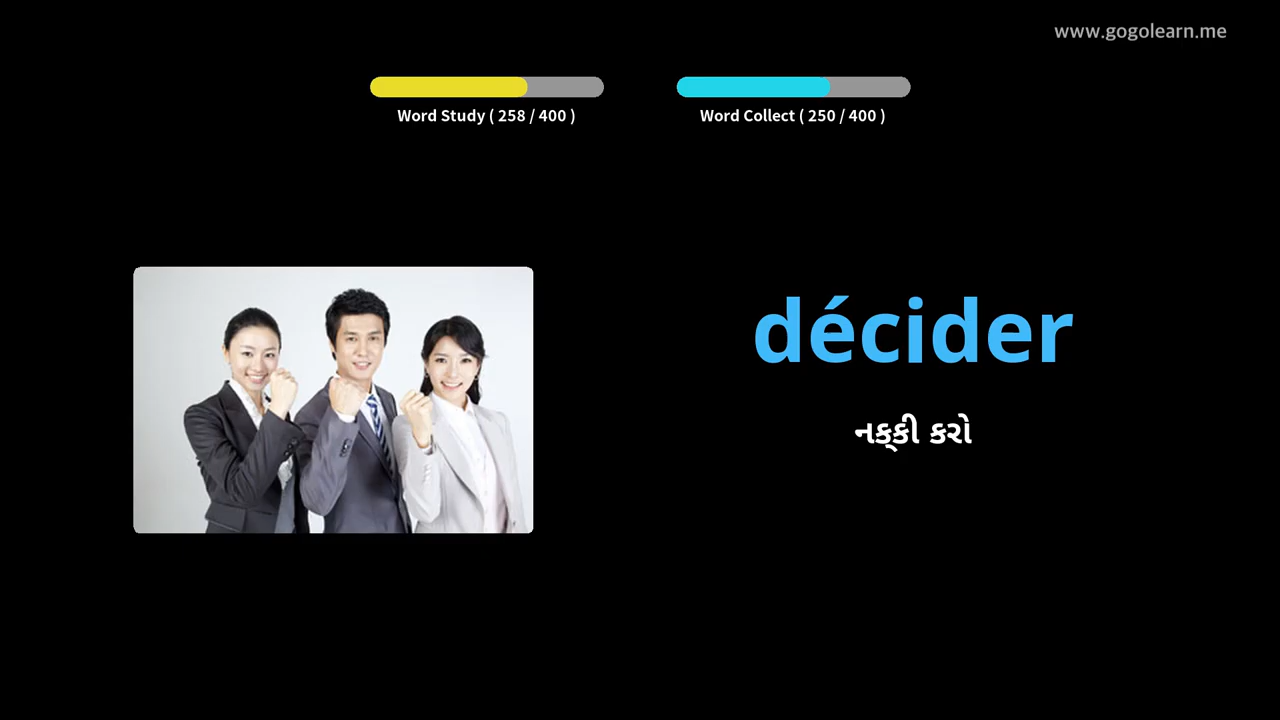 www.gogolearn.me
Word Study ( 258 / 400 )
Word Collect ( 250 / 400 )
décider
નક્કી કરો